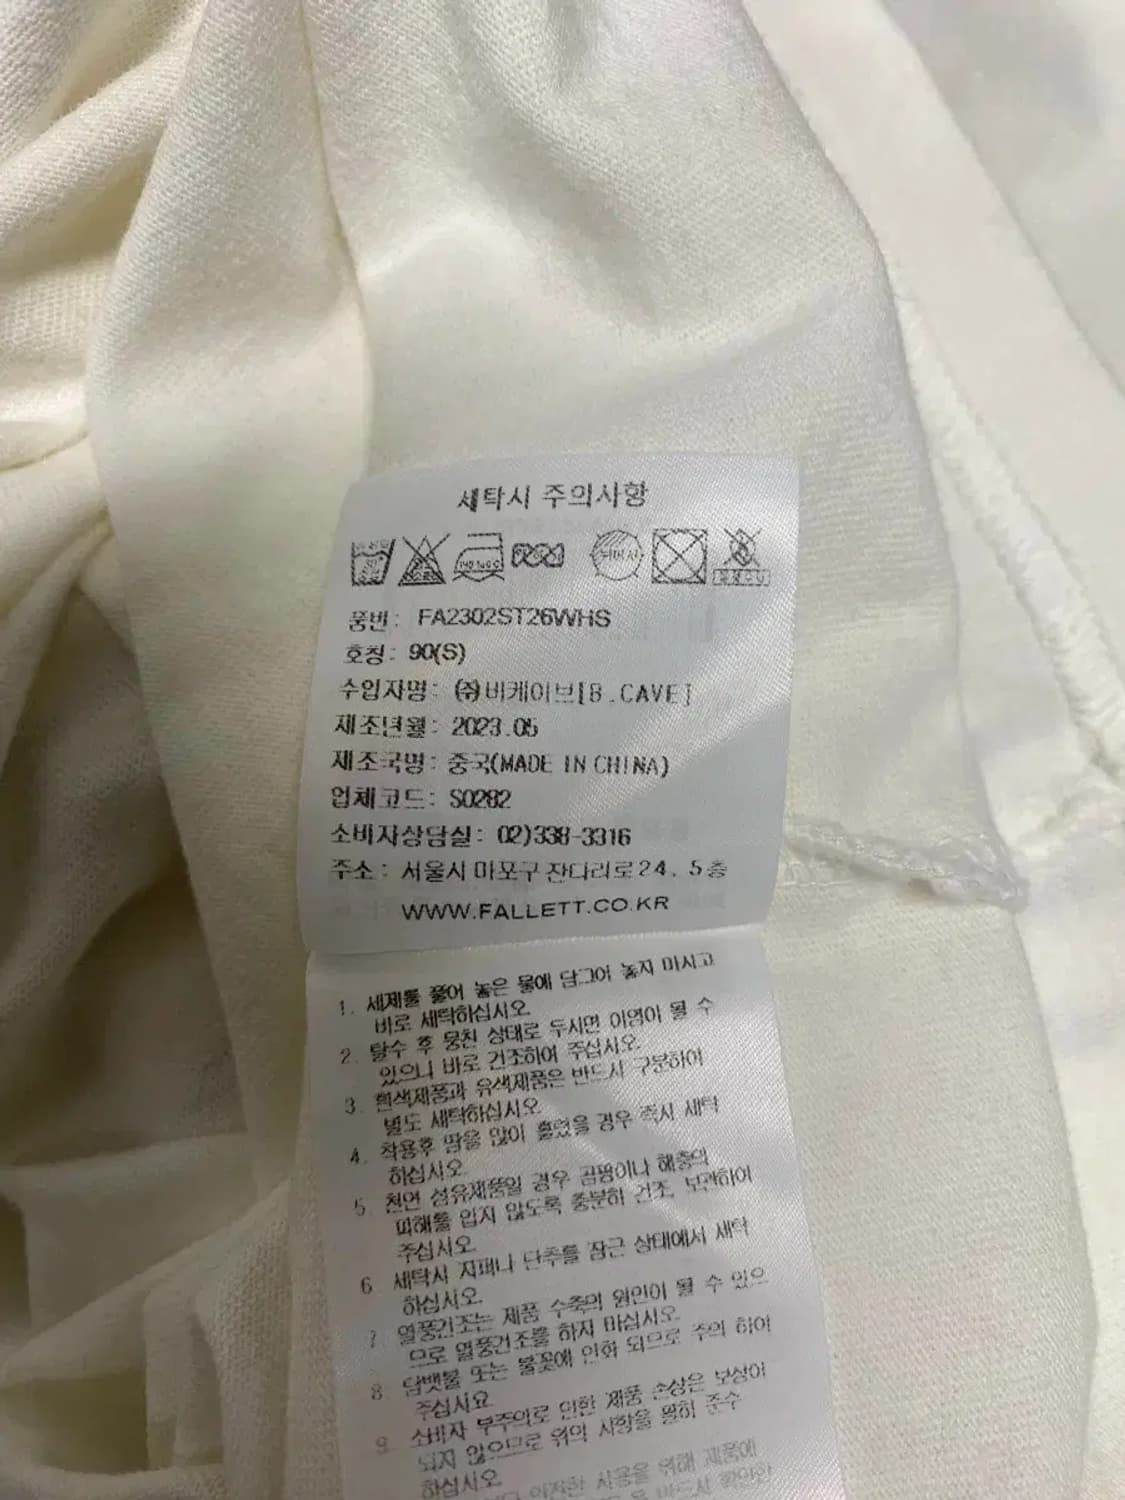 세탁시 주의사항
품번: FA2302ST26WHS
호칭: 90(S)
수입자명: (주)비케이브[B.CAVE]
제조년월: 2023.05
제조국명: 중국(MADE IN CHINA)
업체코드: S0282
소비자상담실: 02)338-3316
주소: 서울시 마포구 잔다리로24, 5층
WWW.FALLETT.CO.KR
1. 세제를 풀어 놓은 물에 담그어 놓지 마시고
바로 세탁하십시오.
2. 탈수 후 뭉친 상태로 두시면 이염이 될 수
있으니 바로 건조하여 주십시오.
3. 흰색제품과 유색제품은 반드시 구분하여
별도 세탁하십시오.
4. 착용후 땀을 많이 흘렸을 경우 즉시 세탁
하십시오.
5. 천연 섬유제품일 경우 곰팡이나 해충의
피해를 입지 않도록 충분히 건조, 보관하여
주십시오.
6. 세탁시 지퍼나 단추를 잠근 상태에서 세탁
하십시오.
7. 열풍건조는 제품 수축의 원인이 될 수 있으
므로 열풍건조를 하지 마십시오.
8. 담뱃불 또는 불꽃에 인화 되므로 주의 하여
주십시요
9. 소비자 부주의로 인한 제품 손상은 보상이
되지 않으므로 위의 사항을 필히 준수
하십시오
사용을 위해 제품에
반드시 확인한